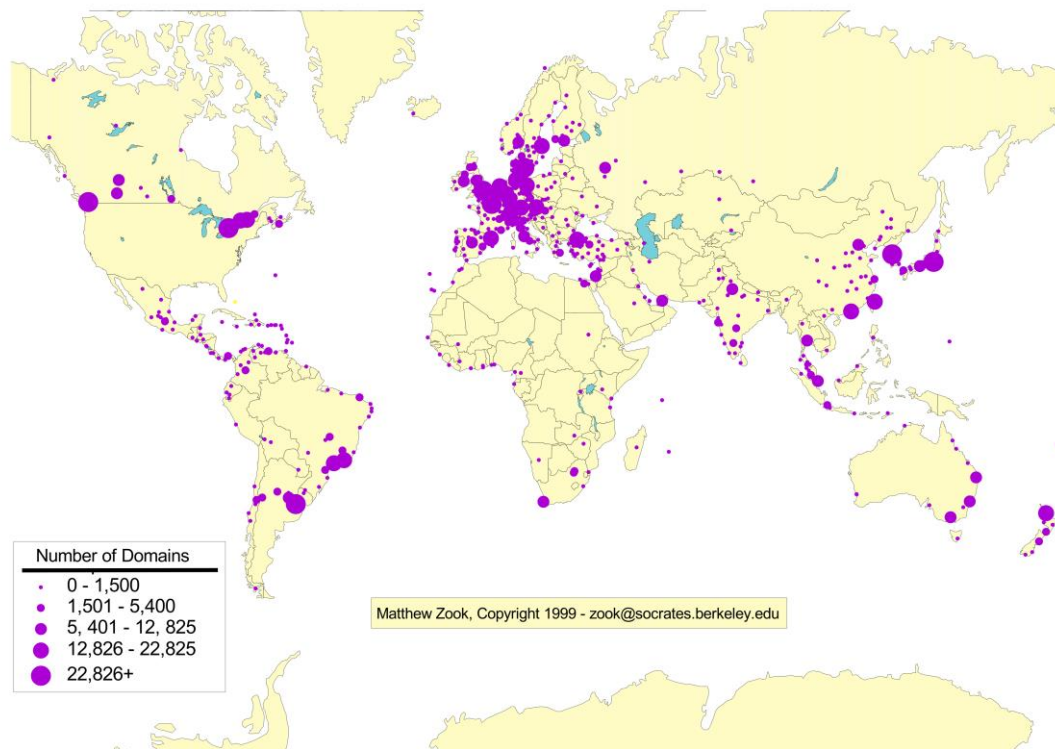 Number of Domains
0 - 1,500
1,501 - 5,400
5, 401 - 12, 825
12,826 - 22,825
22,826+
Matthew Zook, Copyright 1999 - zook@socrates.berkeley.edu